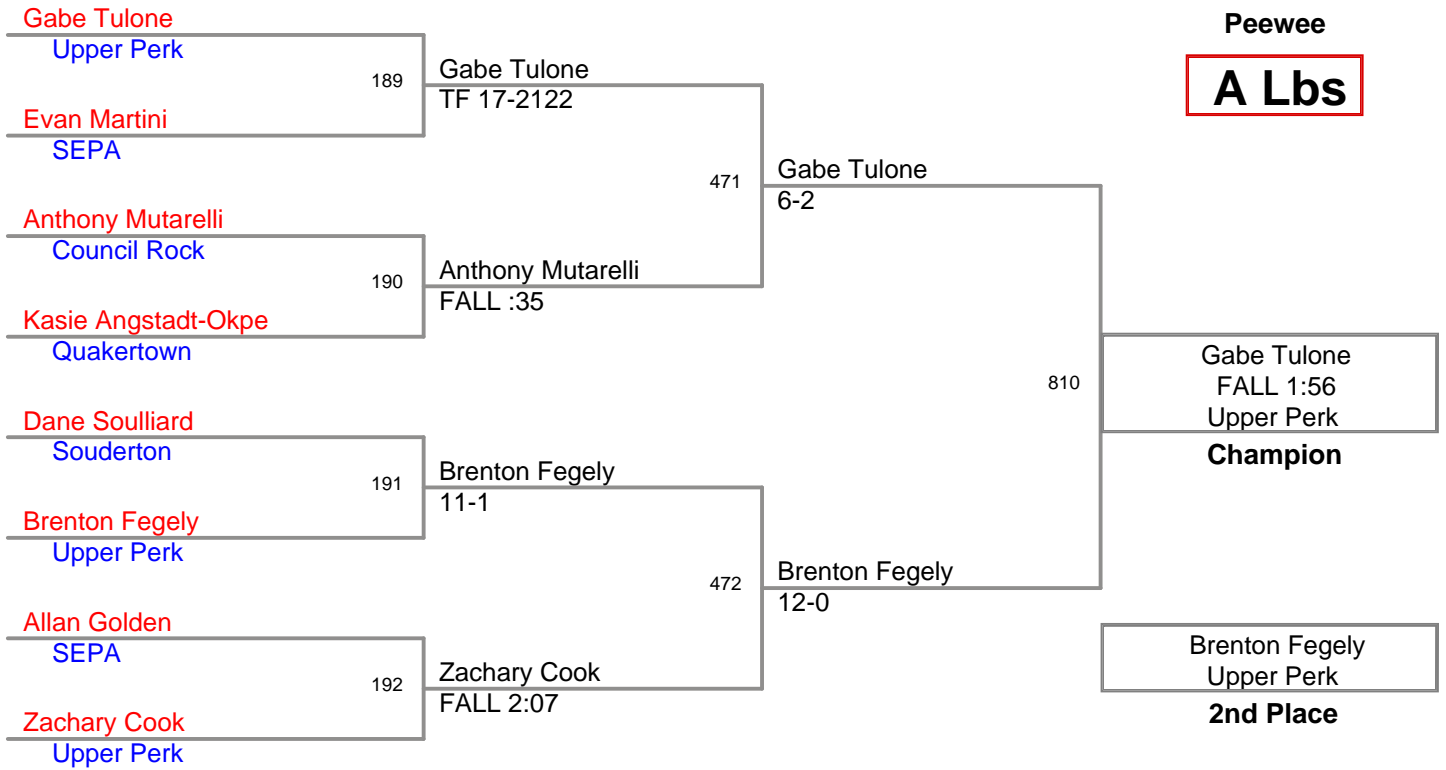 Gabe Tulone
Upper Perk
Evan Martini
SEPA
Anthony Mutarelli
Council Rock
Kasie Angstadt-Okpe
Quakertown
Dane Soulliard
Souderton
Brenton Fegely
Upper Perk
Allan Golden
SEPA
Zachary Cook
Upper Perk
189
190
191
192
Gabe Tulone
TF 17-2122
Anthony Mutarelli
FALL :35
Brenton Fegely
11-1
Zachary Cook
FALL 2:07
471
472
Gabe Tulone
6-2
Brenton Fegely
12-0
810
Peewee
A Lbs
Gabe Tulone
FALL 1:56
Upper Perk
Champion
Brenton Fegely
Upper Perk
2nd Place